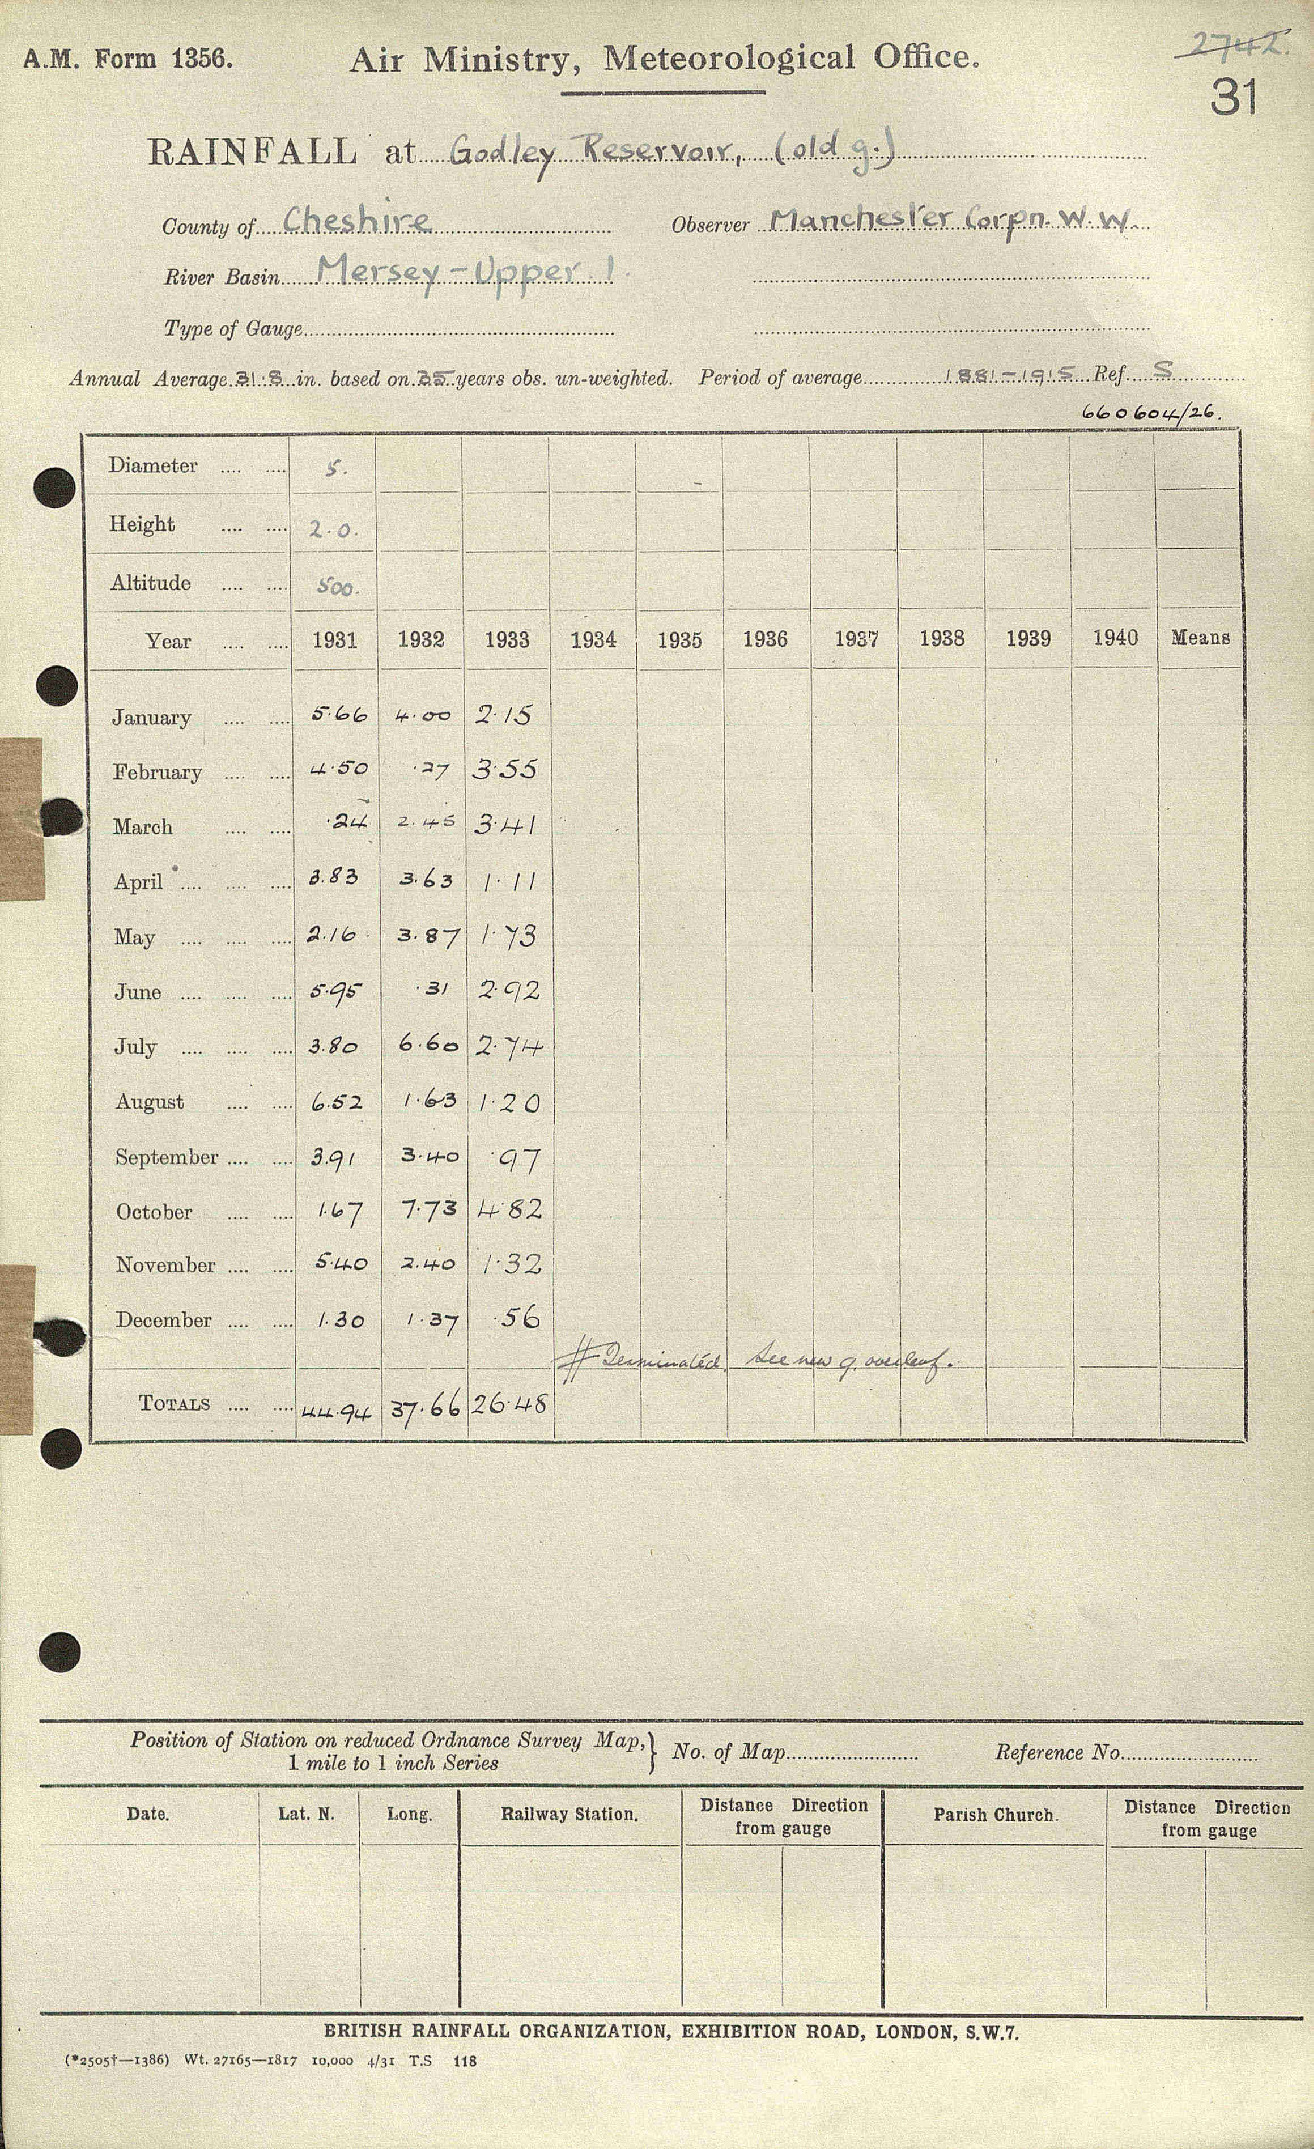 A.M. Form 1356. Air Ministry, Meteorological Office. 2742.
31
RAINFALL at Godley Reservoir, (old g.)
County of Cheshire Observer Manchester Corpn. W.W.
River Basin Mersey - Upper 1.
Type of Gauge
Annual Average 31.8 in. based on 35 years obs. un-weighted. Period of average 1881-1915 Ref. S
660604/26.
Diameter .... .... 5.
Height .... .... 2.0.
Altitude .... .... 500.
Year .... .... 1931 1932 1933 1934 1935 1936 1937 1938 1939 1940 Means
January .... .... 5.66 4.00 2.15
February .... .... 4.50 .27 3.55
March .... .... .24 2.45 3.41
April .... .... .... 3.83 3.63 1.11
May .... .... .... 2.16 3.87 1.73
June .... .... .... 5.95 .31 2.92
July .... .... .... 3.80 6.60 2.74
August .... .... 6.52 1.63 1.20
September .... .... 3.91 3.40 .97
October .... .... 1.67 7.73 4.82
November .... .... 5.40 2.40 1.32
December .... .... 1.30 1.37 .56
# Terminated. See new g. overleaf.
TOTALS .... .... 44.94 37.66 26.48
Position of Station on reduced Ordnance Survey Map, } No. of Map Reference No.
1 mile to 1 inch Series
Date. Lat. N. Long. Railway Station. Distance Direction from gauge Parish Church. Distance Direction from gauge
BRITISH RAINFALL ORGANIZATION, EXHIBITION ROAD, LONDON, S.W.7.
(*2505†—1386) Wt. 27165—1817 10,000 4/31 T.S 118